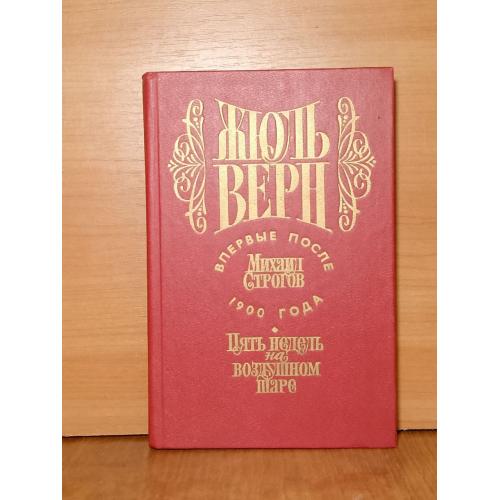 ЖЮЛЬ
ВЕРН
ВПЕРВЫЕ ПОСЛЕ
Михаил
Строгов
1900 ГОДА
Пять недель
на
воздушном
шаре